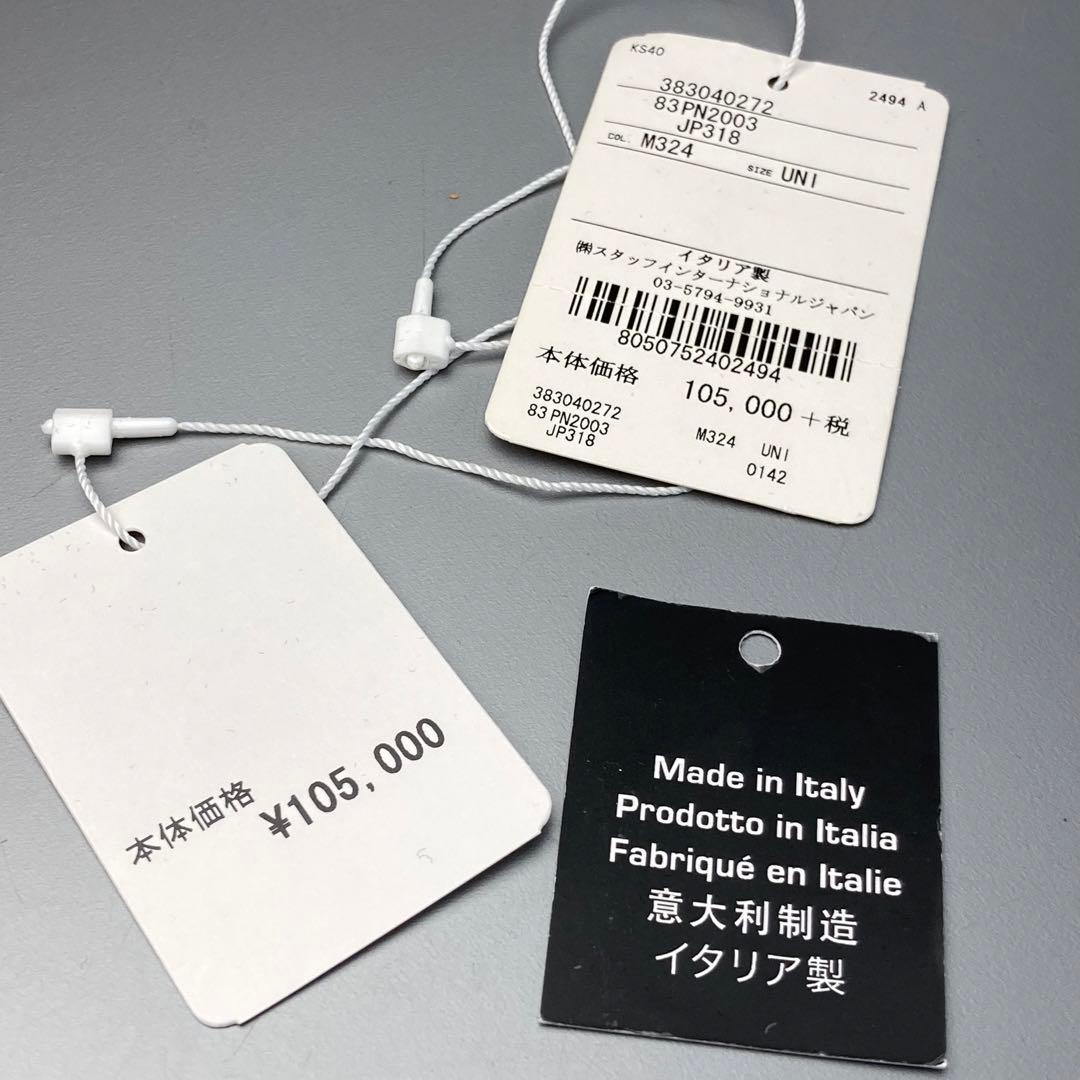 KS40
2494 A
383040272
83PN2003
JP318
COL. M324 SIZE UNI
イタリア製
㈱スタッフインターナショナルジャパン
03-5794-9931
8050752402494
本体価格 105,000+税
383040272
83PN2003
JP318
M324 UNI
0142
本体価格 ¥105,000
Made in Italy
Prodotto in Italia
Fabriqué en Italie
意大利制造
イタリア製